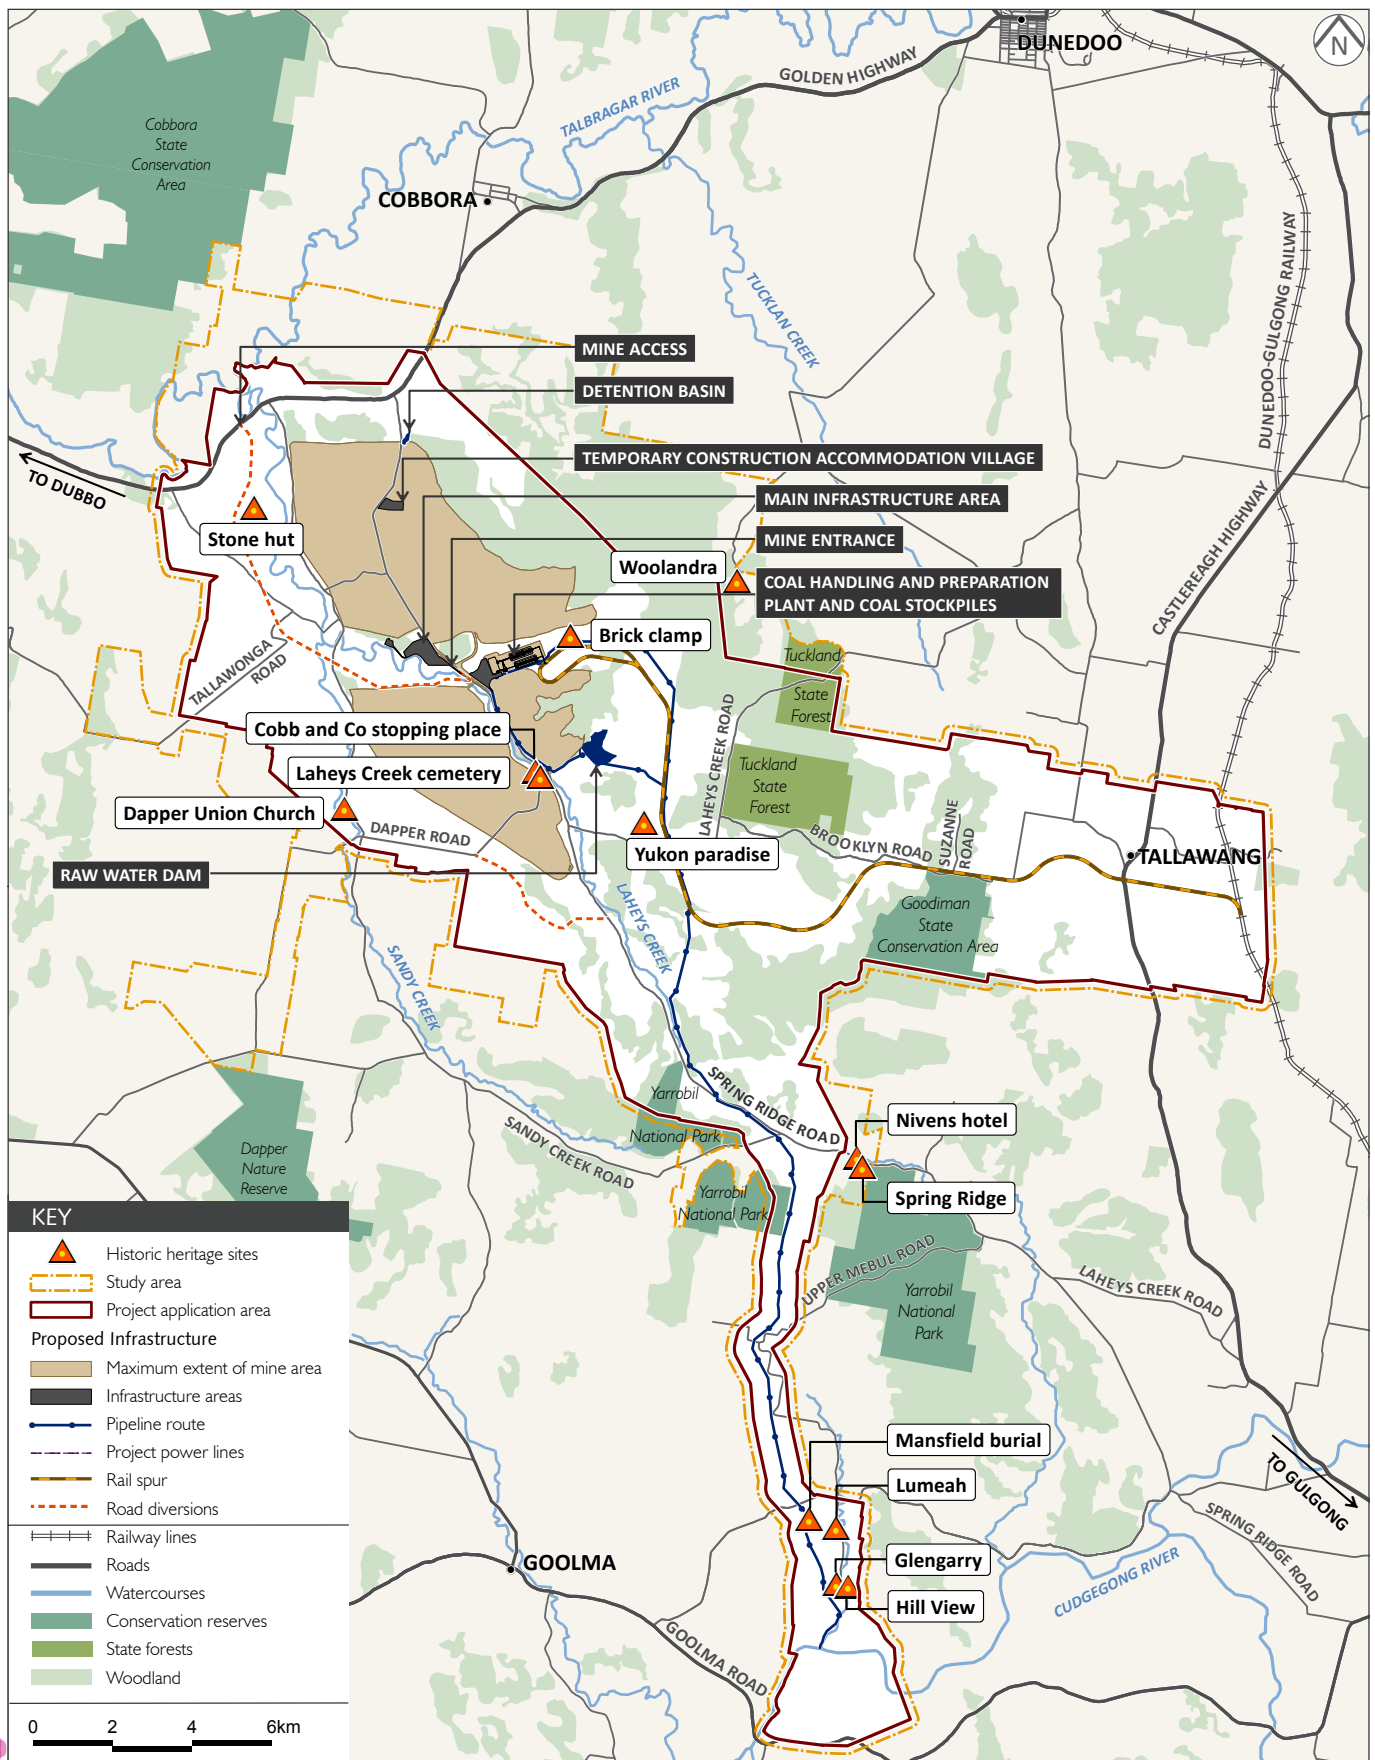 N
DUNEDOO
GOLDEN HIGHWAY
TALBRAGAR RIVER
Cobbora
State
Conservation
Area
COBBORA
TUCKLAN CREEK
DUNEDOO-GULGONG RAILWAY
MINE ACCESS
DETENTION BASIN
TEMPORARY CONSTRUCTION ACCOMMODATION VILLAGE
TO DUBBO
MAIN INFRASTRUCTURE AREA
Stone hut
MINE ENTRANCE
CASTLEREAGH HIGHWAY
Woolandra
COAL HANDLING AND PREPARATION
PLANT AND COAL STOCKPILES
Brick clamp
TALLAWONGA
ROAD
Tuckland
State
Forest
LAHEYS CREEK ROAD
Cobb and Co stopping place
Laheys Creek cemetery
Tuckland
State
Forest
Dapper Union Church
DAPPER ROAD
SUZANNE
ROAD
BROOKLYN ROAD
Yukon paradise
TALLAWANG
RAW WATER DAM
LAHEYS CREEK
Goodiman
State
Conservation Area
SANDY CREEK
SPRING RIDGE ROAD
Yarrobil
National Park
SANDY CREEK ROAD
Nivens hotel
Dapper
Nature
Reserve
Yarrobil
National Park
Spring Ridge
UPPER MEBUL ROAD
LAHEYS CREEK ROAD
Yarrobil
National
Park
KEY
Historic heritage sites
Study area
Project application area
Proposed Infrastructure
Maximum extent of mine area
Infrastructure areas
Pipeline route
Project power lines
Rail spur
Road diversions
Railway lines
Roads
Watercourses
Conservation reserves
State forests
Woodland
0 2 4 6km
Mansfield burial
Lumeah
TO GULGONG
SPRING RIDGE ROAD
GOOLMA
Glengarry
Hill View
CUDGEGONG RIVER
GOOLMA ROAD